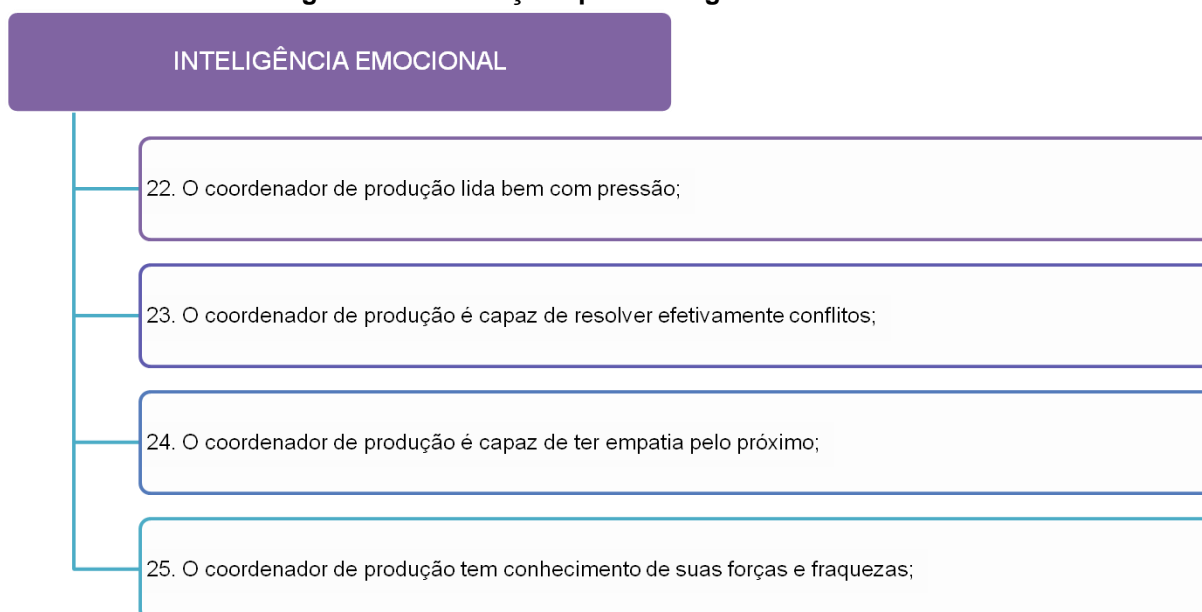 INTELIGÊNCIA EMOCIONAL
22. O coordenador de produção lida bem com pressão;
23. O coordenador de produção é capaz de resolver efetivamente conflitos;
24. O coordenador de produção é capaz de ter empatia pelo próximo;
25. O coordenador de produção tem conhecimento de suas forças e fraquezas;